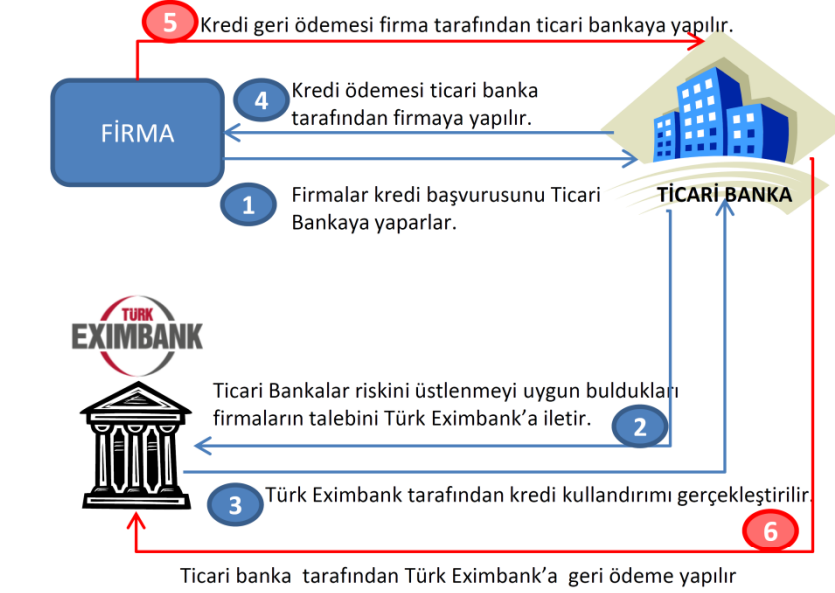 5 Kredi geri ödemesi firma tarafından ticari bankaya yapılır.
FİRMA
4 Kredi ödemesi ticari banka
tarafından firmaya yapılır.
1 Firmalar kredi başvurusunu Ticari
Bankaya yaparlar.
TİCARİ BANKA
TÜRK
EXIMBANK
Ticari Bankalar riskini üstlenmeyi uygun buldukları
firmaların talebini Türk Eximbank’a iletir.
2
3 Türk Eximbank tarafından kredi kullandırımı gerçekleştirilir.
6
Ticari banka tarafından Türk Eximbank’a geri ödeme yapılır